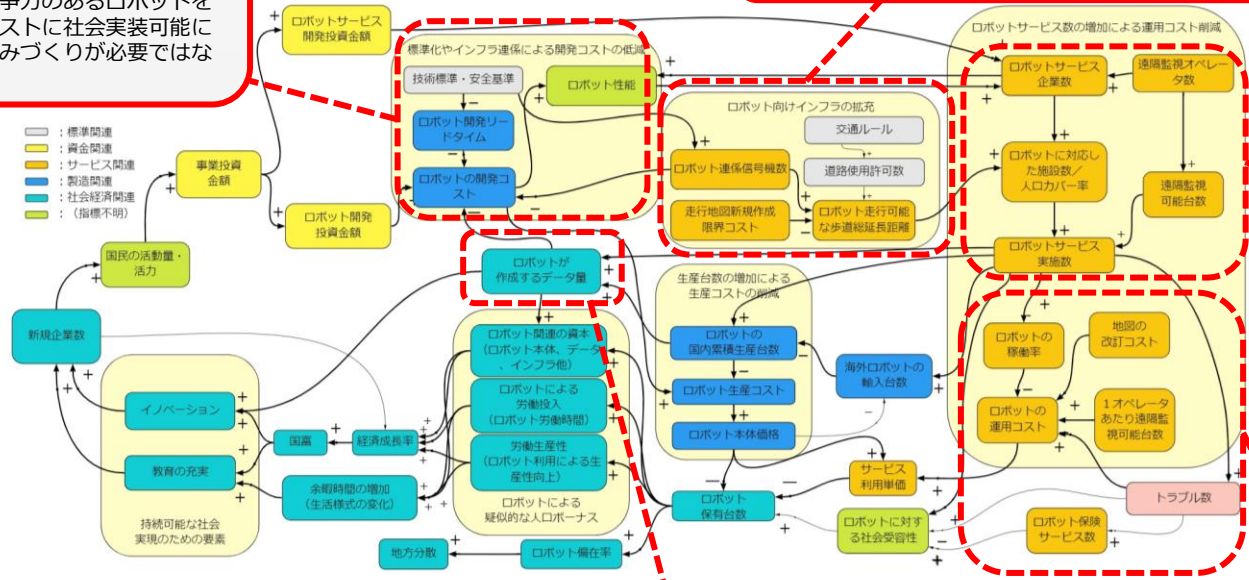 争力のあるロボットを
ストに社会実装可能に
みづくりが必要ではな
ロボットサービス
開発投資金額
標準化やインフラ連係による開発コストの低減
技術標準・安全基準
ロボット性能
ロボット開発リー
ドタイム
ロボットの開発コ
スト
ロボットサービス数の増加による運用コスト削減
ロボットサービス
企業数
遠隔監視オペレー
タ数
ロボット向けインフラの拡充
交通ルール
道路使用許可数
ロボット連係信号機数
走行地図新規作成
限界コスト
ロボット走行可能
な歩道総延長距離
ロボットに対応し
た施設数/
人口カバー率
遠隔監視
可能台数
ロボットサービス
実施数
:標準関連
:資金関連
:サービス関連
:製造関連
:社会経済関連
:(指標不明)
事業投資
金額
ロボット開発
投資金額
国民の活動量・
活力
新規企業数
ロボットが
作成するデータ量
生産台数の増加による
生産コストの削減
ロボットの
国内累積生産台数
ロボット生産コスト
ロボット本体価格
海外ロボットの
輸入台数
ロボットの
稼働率
地図の
改訂コスト
ロボットの
運用コスト
1オペレータ
あたり遠隔監
視可能台数
ロボット関連の資本
(ロボット本体、データ
、インフラ他)
ロボットによる
労働投入
(ロボット労働時間)
労働生産性
(ロボット利用による生
産性向上)
ロボットによる
疑似的な人口ボーナス
イノベーション
教育の充実
持続可能な社会
実現のための要素
国富
経済成長率
余暇時間の増加
(生活様式の変化)
地方分散
ロボット偏在率
ロボット
保有台数
サービス
利用単価
ロボットに対す
る社会受容性
ロボット保険
サービス数
トラブル数